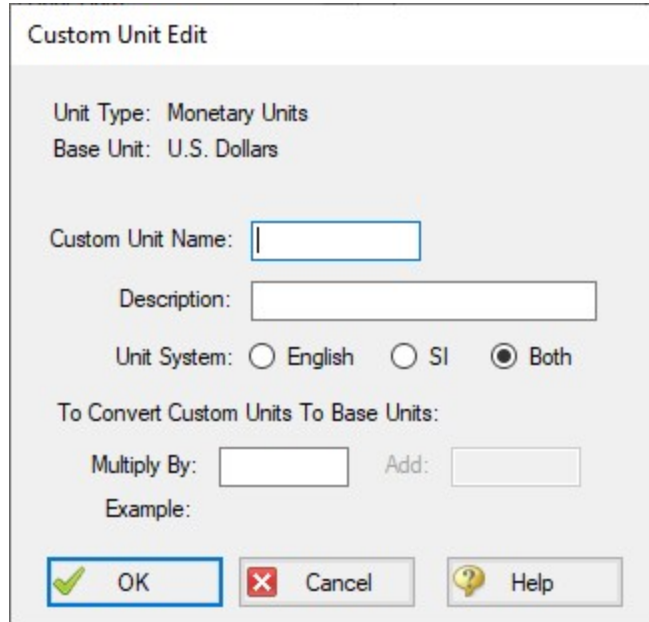 Custom Unit Edit
Unit Type: Monetary Units
Base Unit: U.S. Dollars
Custom Unit Name:
Description:
Unit System: English SI Both
To Convert Custom Units To Base Units:
Multiply By: Add:
Example:
OK Cancel Help